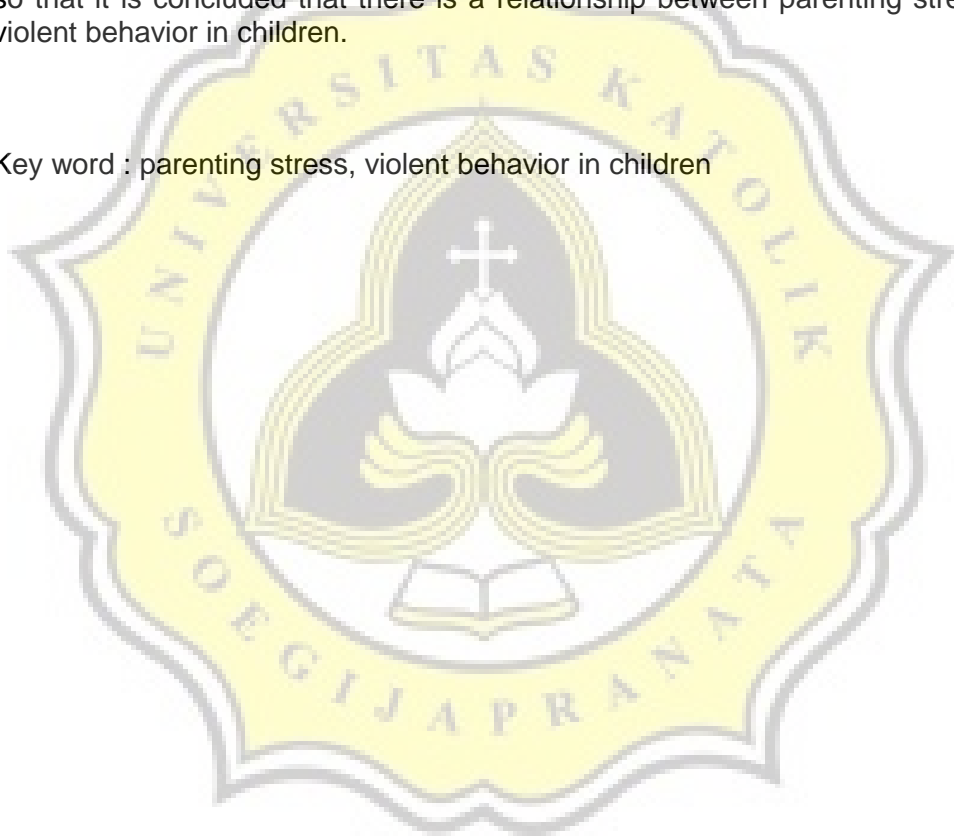 so that it is concluded that there is a relationship between parenting
violent behavior in children.
UNIVERSITAS KATOLIK
Key word : parenting stress, violent behavior in children
SOEGIJAPRANATA